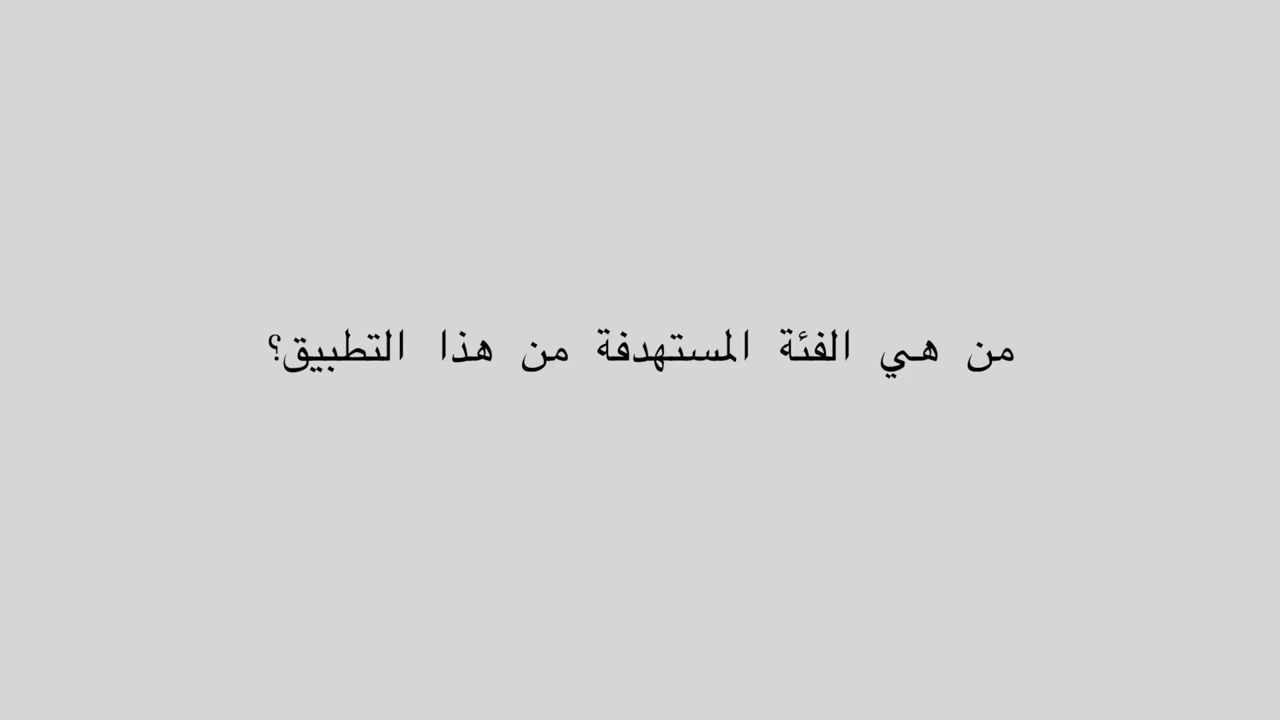 من هي الفئة المستهدفة من هذا التطبيق؟